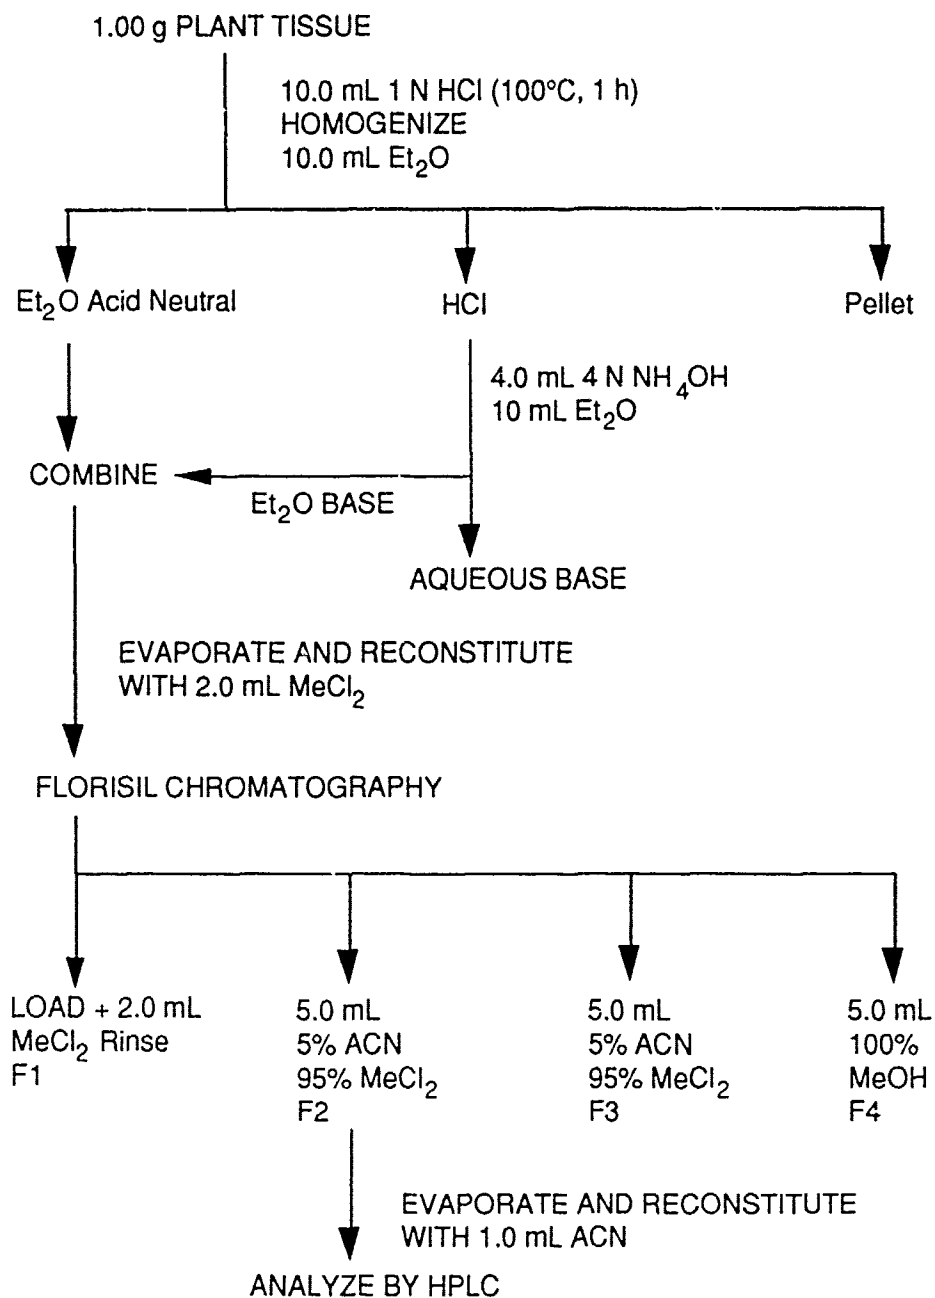 1.00 g PLANT TISSUE
10.0 mL 1 N HCl (100°C, 1 h)
HOMOGENIZE
10.0 mL Et₂O
Et₂O Acid Neutral
HCl
Pellet
4.0 mL 4 N NH₄OH
10 mL Et₂O
COMBINE
Et₂O BASE
AQUEOUS BASE
EVAPORATE AND RECONSTITUTE
WITH 2.0 mL MeCl₂
FLORISIL CHROMATOGRAPHY
LOAD + 2.0 mL
MeCl₂ Rinse
F1
5.0 mL
5% ACN
95% MeCl₂
F2
5.0 mL
5% ACN
95% MeCl₂
F3
5.0 mL
100%
MeOH
F4
EVAPORATE AND RECONSTITUTE
WITH 1.0 mL ACN
ANALYZE BY HPLC